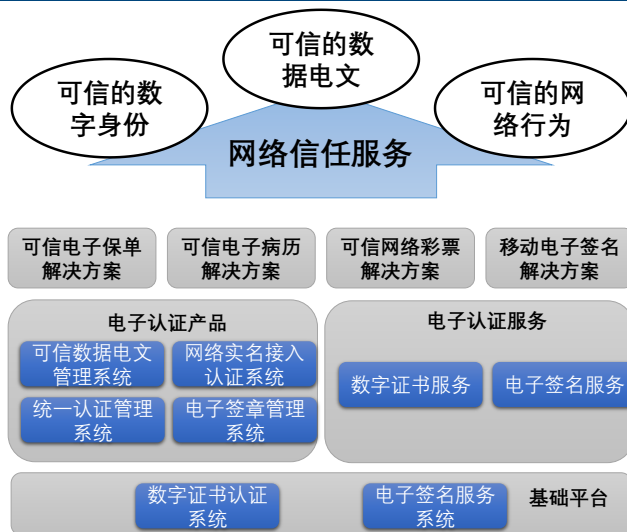 可信的数
据电文
可信的数
字身份
可信的网
络行为
网络信任服务
可信电子保单
解决方案
可信电子病历
解决方案
可信网络彩票
解决方案
移动电子签名
解决方案
电子认证产品
可信数据电文
管理系统
网络实名接入
认证系统
统一认证管理
系统
电子签章管理
系统
电子认证服务
数字证书服务
电子签名服务
数字证书认证
系统
电子签名服务
系统
基础平台